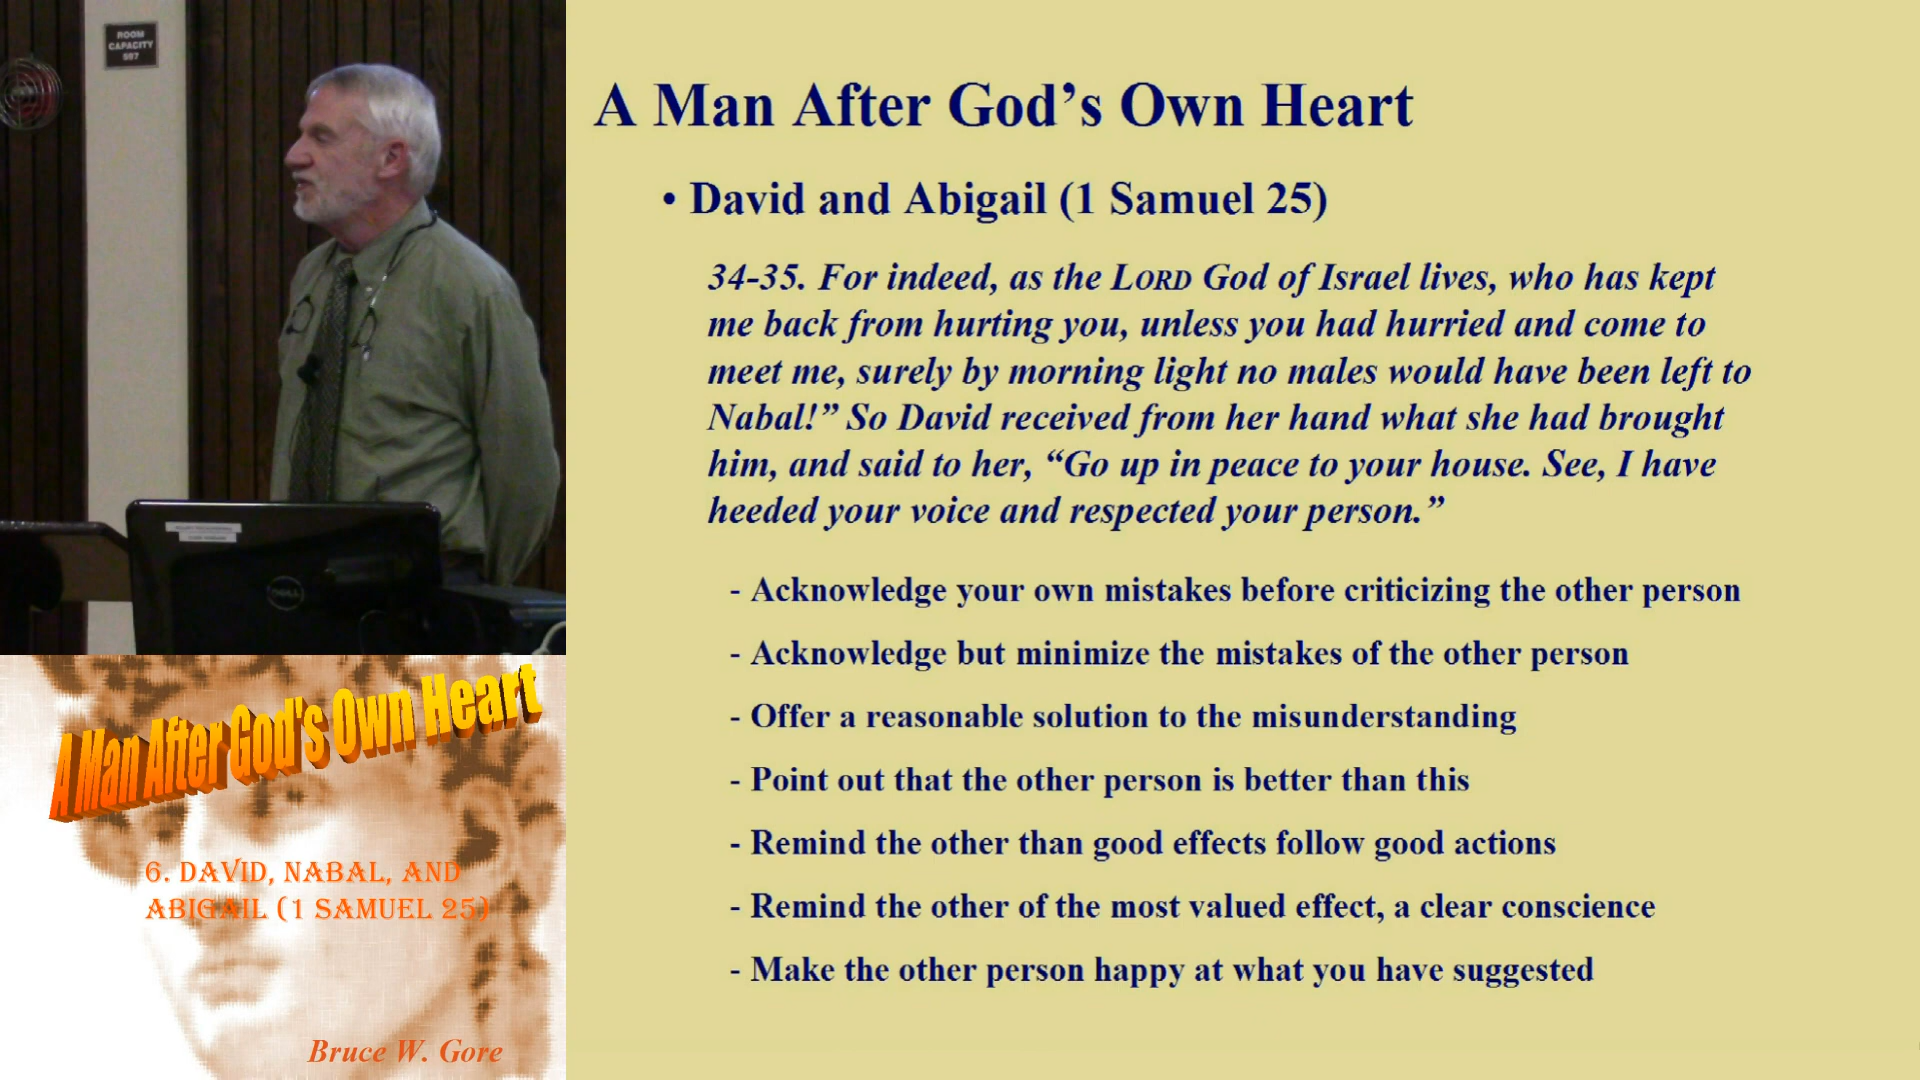 ROOM
CAPACITY
597
A Man After God’s Own Heart
• David and Abigail (1 Samuel 25)
34-35. For indeed, as the LORD God of Israel lives, who has kept
me back from hurting you, unless you had hurried and come to
meet me, surely by morning light no males would have been left to
Nabal!” So David received from her hand what she had brought
him, and said to her, “Go up in peace to your house. See, I have
heeded your voice and respected your person.”
- Acknowledge your own mistakes before criticizing the other person
- Acknowledge but minimize the mistakes of the other person
- Offer a reasonable solution to the misunderstanding
- Point out that the other person is better than this
- Remind the other than good effects follow good actions
- Remind the other of the most valued effect, a clear conscience
- Make the other person happy at what you have suggested
DELL
A Man After God's Own Heart
6. DAVID, NABAL, AND
ABIGAIL (1 SAMUEL 25)
Bruce W. Gore